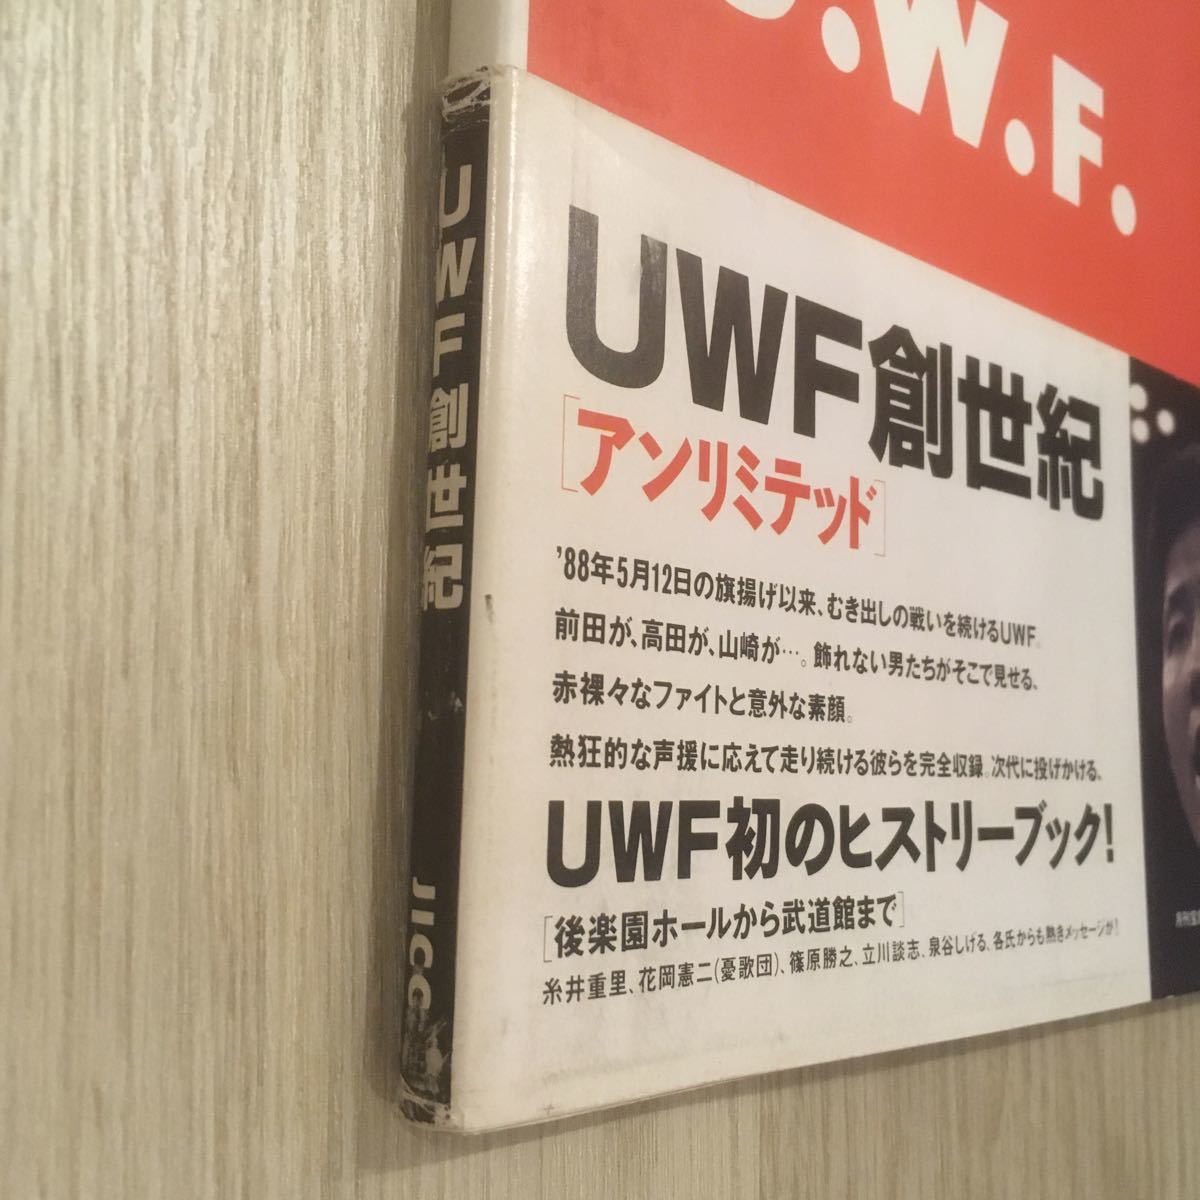 U.W.F.
UWF創世紀
JICC
UWF創世紀
[アンリミテッド]
’88年5月12日の旗揚げ以来、むき出しの戦いを続けるUWF。
前田が、高田が、山崎が…。飾れない男たちがそこで見せる、
赤裸々なファイトと意外な素顔。
熱狂的な声援に応えて走り続ける彼らを完全収録。次代に投げかける、
UWF初のヒストリーブック!
[後楽園ホールから武道館まで]
糸井重里、花岡憲二(憂歌団)、篠原勝之、立川談志、泉谷しげる、各氏からも熱きメッセージが!